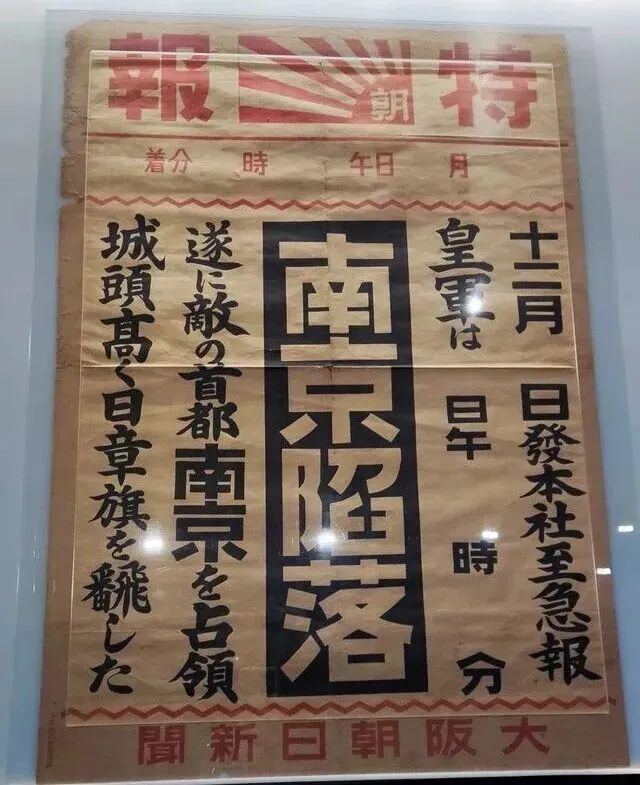 特 朝 報
月 日 午 時 分 着
十二月 日發本社至急報
皇軍は 日午 時 分
南京陷落
遂に敵の首都南京を占領
城頭高く日章旗を飜した
大阪朝日新聞